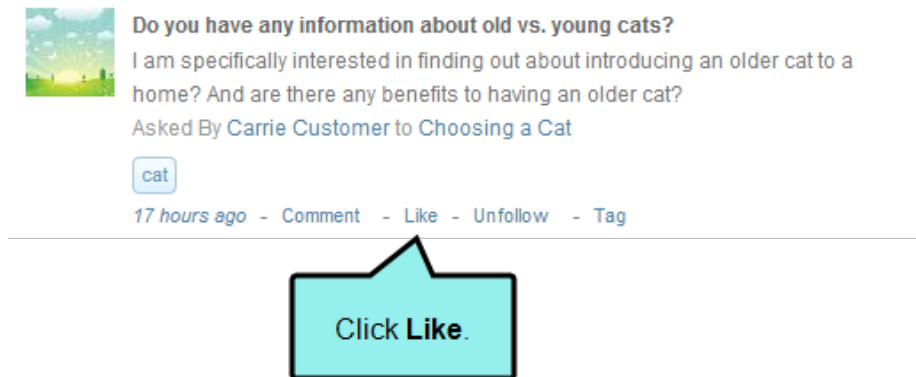 Do you have any information about old vs. young cats?
I am specifically interested in finding out about introducing an older cat to a
home? And are there any benefits to having an older cat?
Asked By Carrie Customer to Choosing a Cat
cat
17 hours ago - Comment - Like - Unfollow - Tag
Click Like.